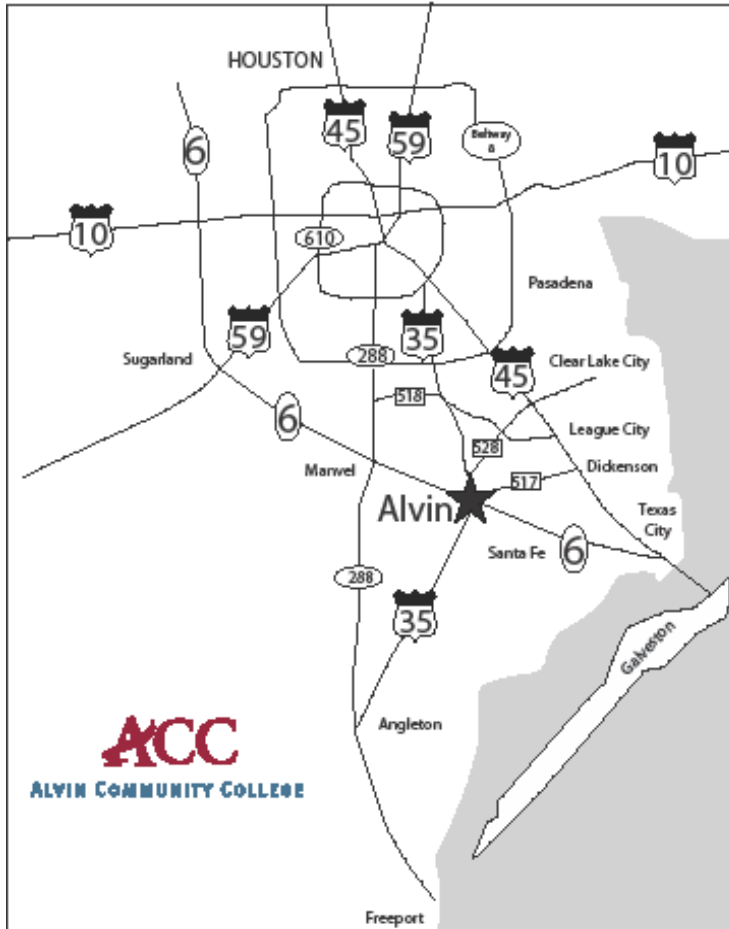 HOUSTON
45
59
Beltway
8
6
10
10
610
Pasadena
59
35
288
Sugarland
45
Clear Lake City
518
6
League City
528
Manvel
Dickenson
517
Alvin
Texas
City
Santa Fe
6
288
35
Galveston
Angleton
ACC
ALVIN COMMUNITY COLLEGE
Freeport